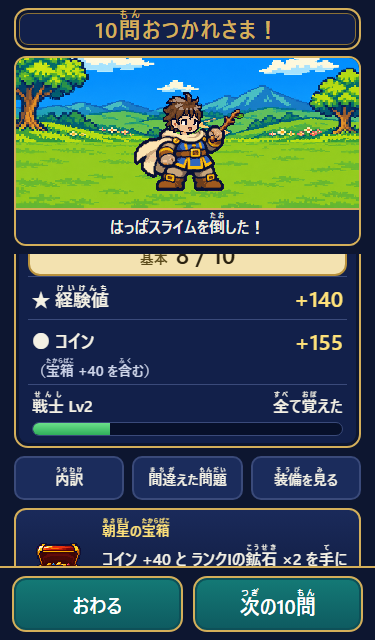 10問おつかれさま！
はっぱスライムを倒した！
基本 8 / 10
★ 経験値 +140
● コイン +155
（宝箱 +40 を含む）
戦士 Lv2 全て覚えた
内訳 間違えた問題 装備を見る
朝星の宝箱
コイン +40 と ランクIの鉱石 ×2 を手に
おわる 次の10問